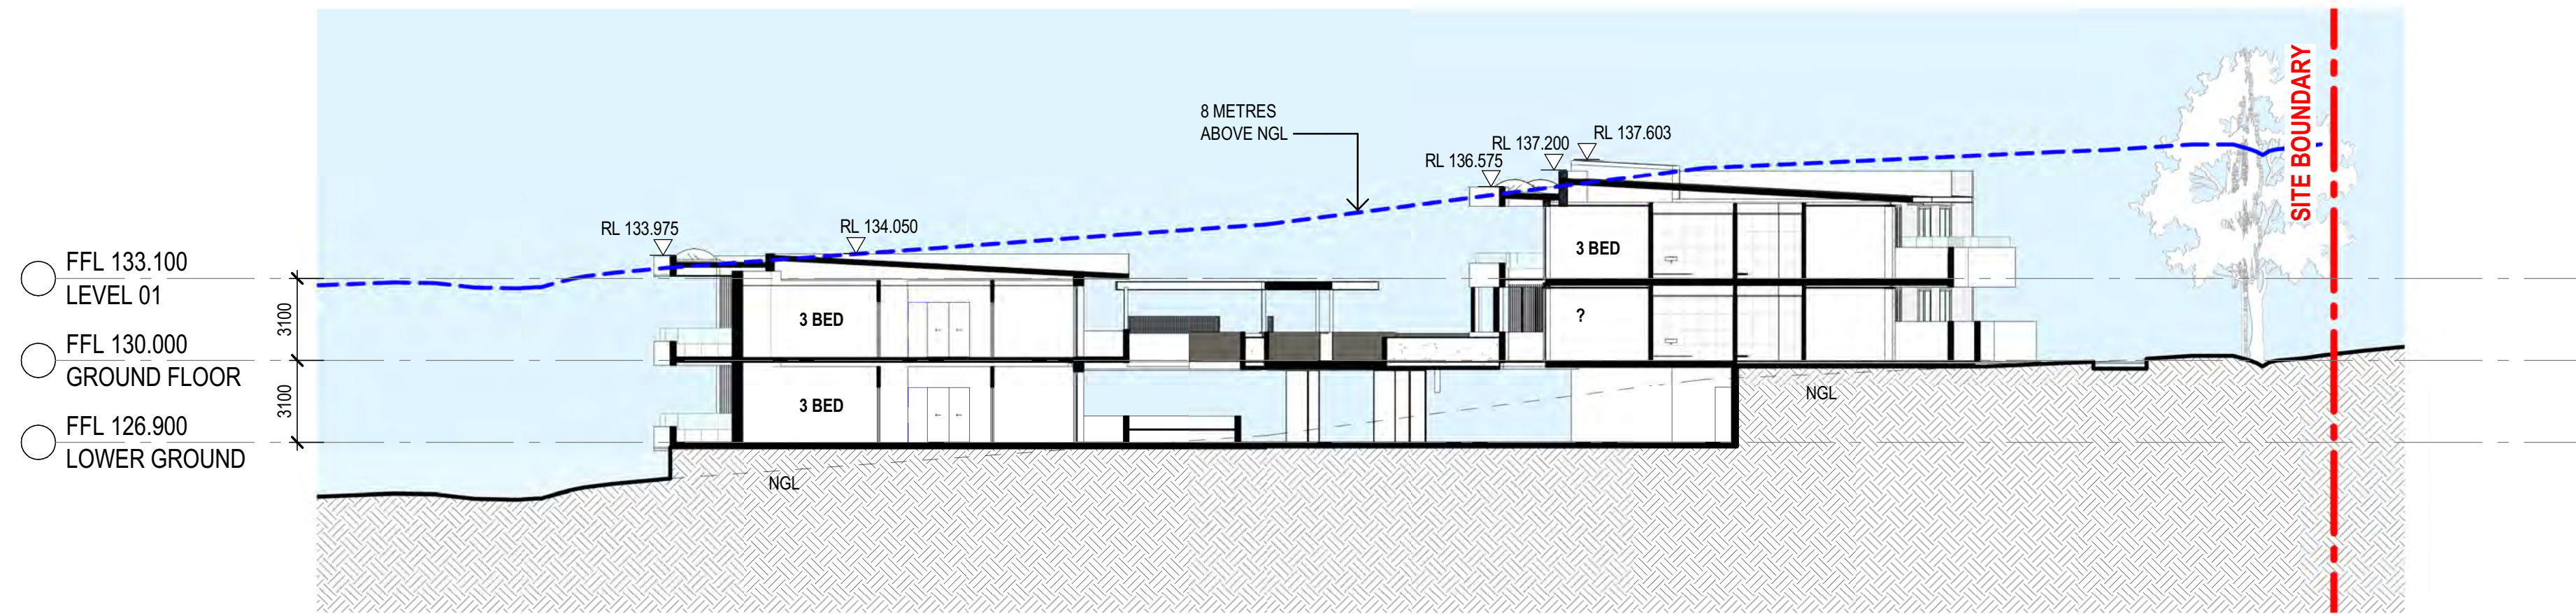 8 METRES
ABOVE NGL
RL 137.603
RL 137.200
RL 136.575
SITE BOUNDARY
RL 133.975
RL 134.050
FFL 133.100
LEVEL 01
3 BED
3100
3 BED
?
FFL 130.000
GROUND FLOOR
NGL
3100
3 BED
FFL 126.900
LOWER GROUND
NGL